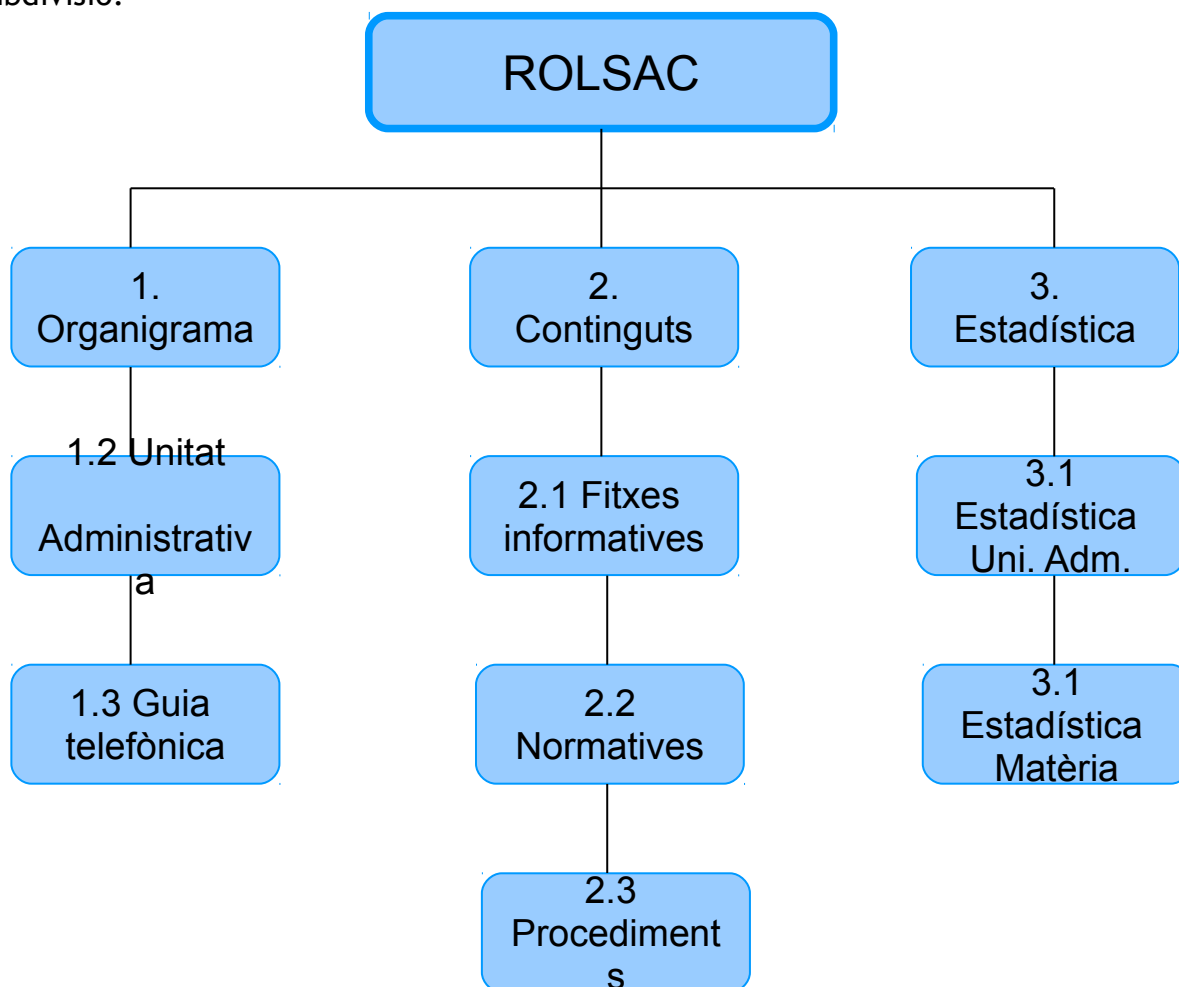 ROLSAC
1.
Organigrama
2.
Continguts
3.
Estadística
1.2 Unitat
Administrativ
a
2.1 Fitxes
informatives
3.1
Estadística
Uni. Adm.
1.3 Guia
telefònica
2.2
Normatives
3.1
Estadística
Matèria
2.3
Procediment
s